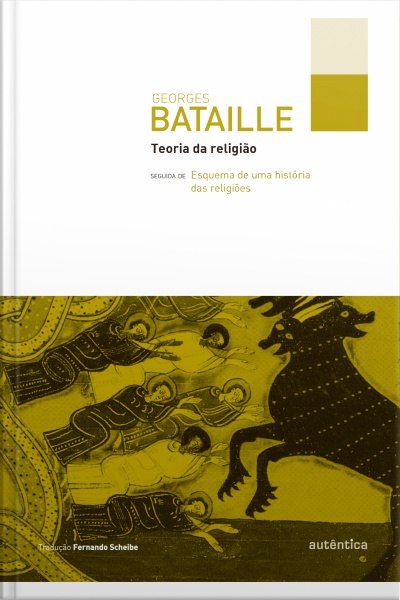 GEORGES
BATAILLE
Teoria da religião
SEGUIDA DE Esquema de uma história
das religiões
Tradução Fernando Scheibe
autêntica